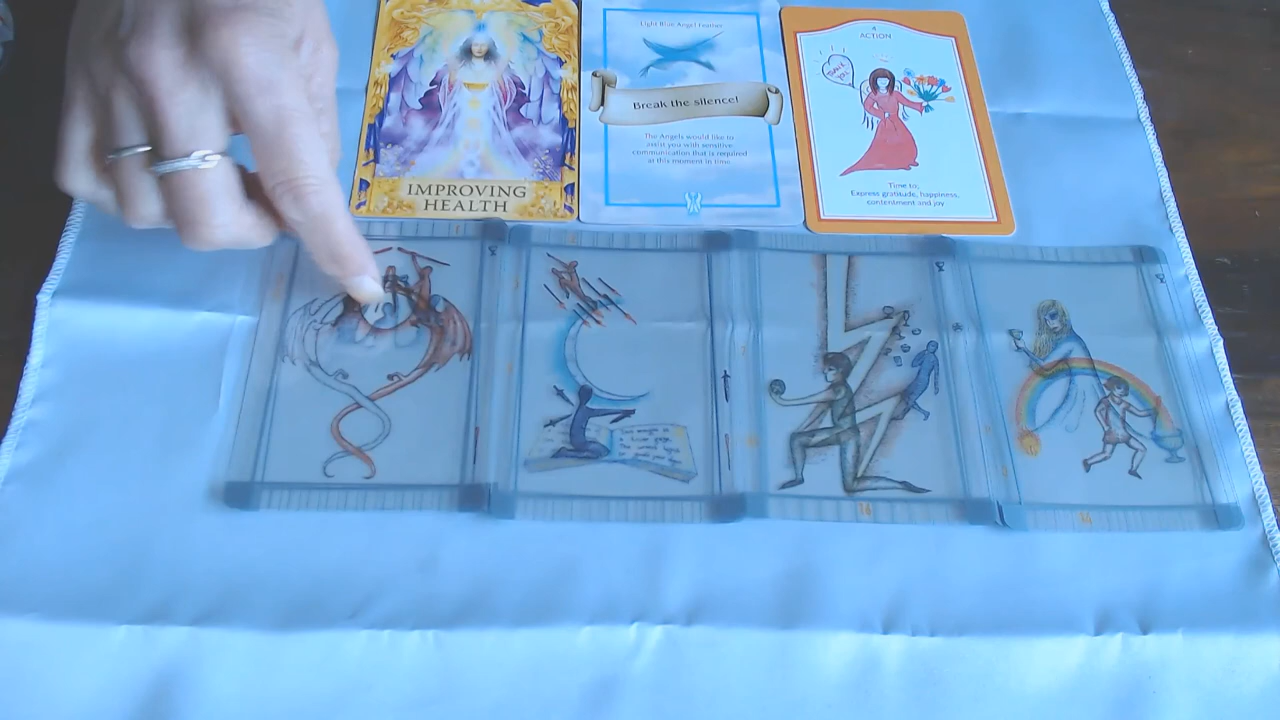 IMPROVING
HEALTH
Light Blue Angel Feather
Break the silence!
The Angels would like to
assist you with sensitive
communication that is required
at this moment in time
4
ACTION
THANK
YOU
Time to,
Express gratitude, happiness,
contentment and joy